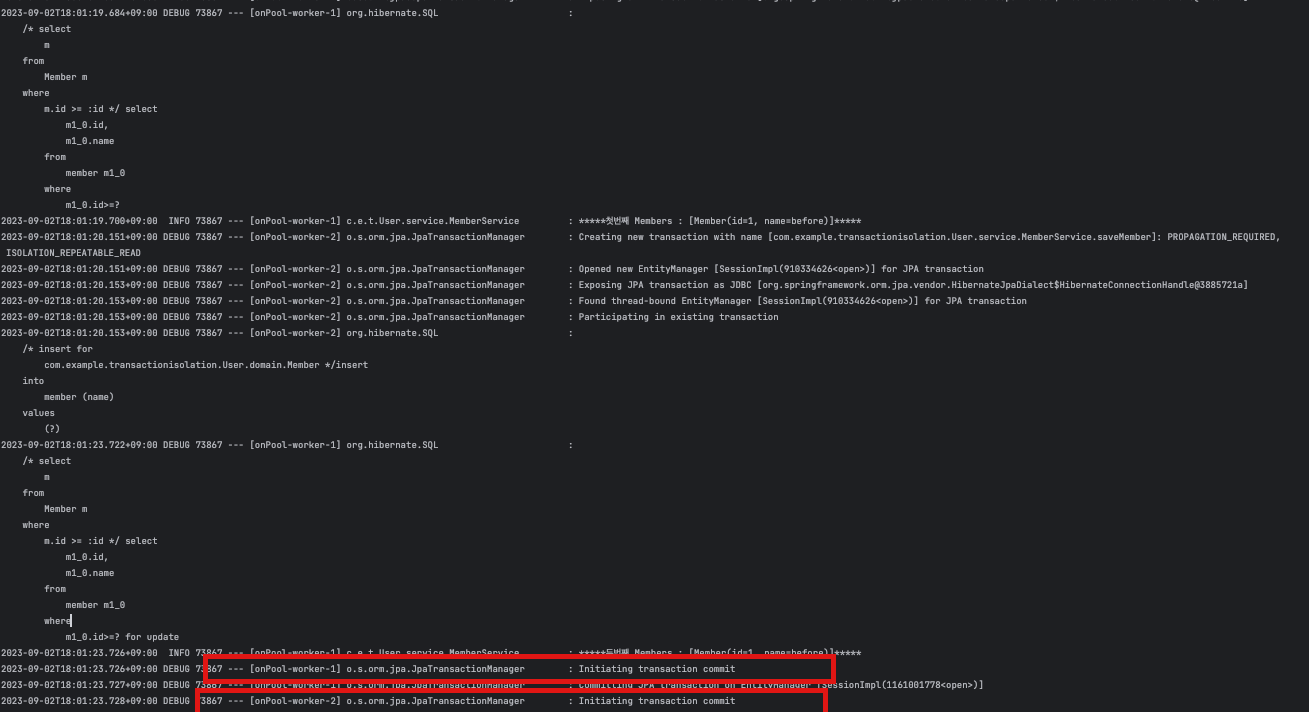 2023-09-02T18:01:19.684+09:00 DEBUG 73867 --- [onPool-worker-1] org.hibernate.SQL                        :
    /* select
        m
    from
        Member m
    where
        m.id >= :id */ select
            m1_0.id,
            m1_0.name
        from
            member m1_0
        where
            m1_0.id>=?
2023-09-02T18:01:19.700+09:00  INFO 73867 --- [onPool-worker-1] c.e.t.User.service.MemberService         : *****첫번째 Members : [Member(id=1, name=before)]*****
2023-09-02T18:01:20.151+09:00 DEBUG 73867 --- [onPool-worker-2] o.s.orm.jpa.JpaTransactionManager        : Creating new transaction with name [com.example.transactionisolation.User.service.MemberService.saveMember]: PROPAGATION_REQUIRED,
 ISOLATION_REPEATABLE_READ
2023-09-02T18:01:20.151+09:00 DEBUG 73867 --- [onPool-worker-2] o.s.orm.jpa.JpaTransactionManager        : Opened new EntityManager [SessionImpl(910334626<open>)] for JPA transaction
2023-09-02T18:01:20.153+09:00 DEBUG 73867 --- [onPool-worker-2] o.s.orm.jpa.JpaTransactionManager        : Exposing JPA transaction as JDBC [org.springframework.orm.jpa.vendor.HibernateJpaDialect$HibernateConnectionHandle@3885721a]
2023-09-02T18:01:20.153+09:00 DEBUG 73867 --- [onPool-worker-2] o.s.orm.jpa.JpaTransactionManager        : Found thread-bound EntityManager [SessionImpl(910334626<open>)] for JPA transaction
2023-09-02T18:01:20.153+09:00 DEBUG 73867 --- [onPool-worker-2] o.s.orm.jpa.JpaTransactionManager        : Participating in existing transaction
2023-09-02T18:01:20.153+09:00 DEBUG 73867 --- [onPool-worker-2] org.hibernate.SQL                        :
    /* insert for
        com.example.transactionisolation.User.domain.Member */insert
    into
        member (name)
    values
        (?)
2023-09-02T18:01:23.722+09:00 DEBUG 73867 --- [onPool-worker-1] org.hibernate.SQL                        :
    /* select
        m
    from
        Member m
    where
        m.id >= :id */ select
            m1_0.id,
            m1_0.name
        from
            member m1_0
        where
            m1_0.id>=? for update
2023-09-02T18:01:23.726+09:00  INFO 73867 --- [onPool-worker-1] c.e.t.User.service.MemberService         : *****두번째 Members : [Member(id=1, name=before)]*****
2023-09-02T18:01:23.726+09:00 DEBUG 73867 --- [onPool-worker-1] o.s.orm.jpa.JpaTransactionManager        : Initiating transaction commit
2023-09-02T18:01:23.727+09:00 DEBUG 73867 --- [onPool-worker-1] o.s.orm.jpa.JpaTransactionManager        : Committing JPA transaction on EntityManager [SessionImpl(1161001778<open>)]
2023-09-02T18:01:23.728+09:00 DEBUG 73867 --- [onPool-worker-2] o.s.orm.jpa.JpaTransactionManager        : Initiating transaction commit